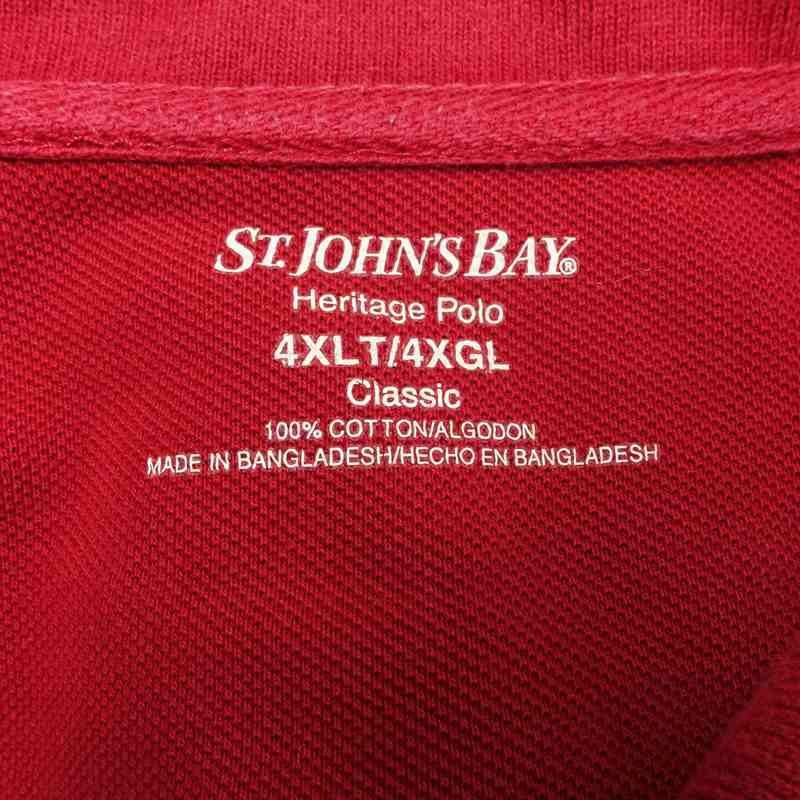 ST. JOHN'S BAY®
Heritage Polo
4XLT/4XGL
Classic
100% COTTON/ALGODON
MADE IN BANGLADESH/HECHO EN BANGLADESH